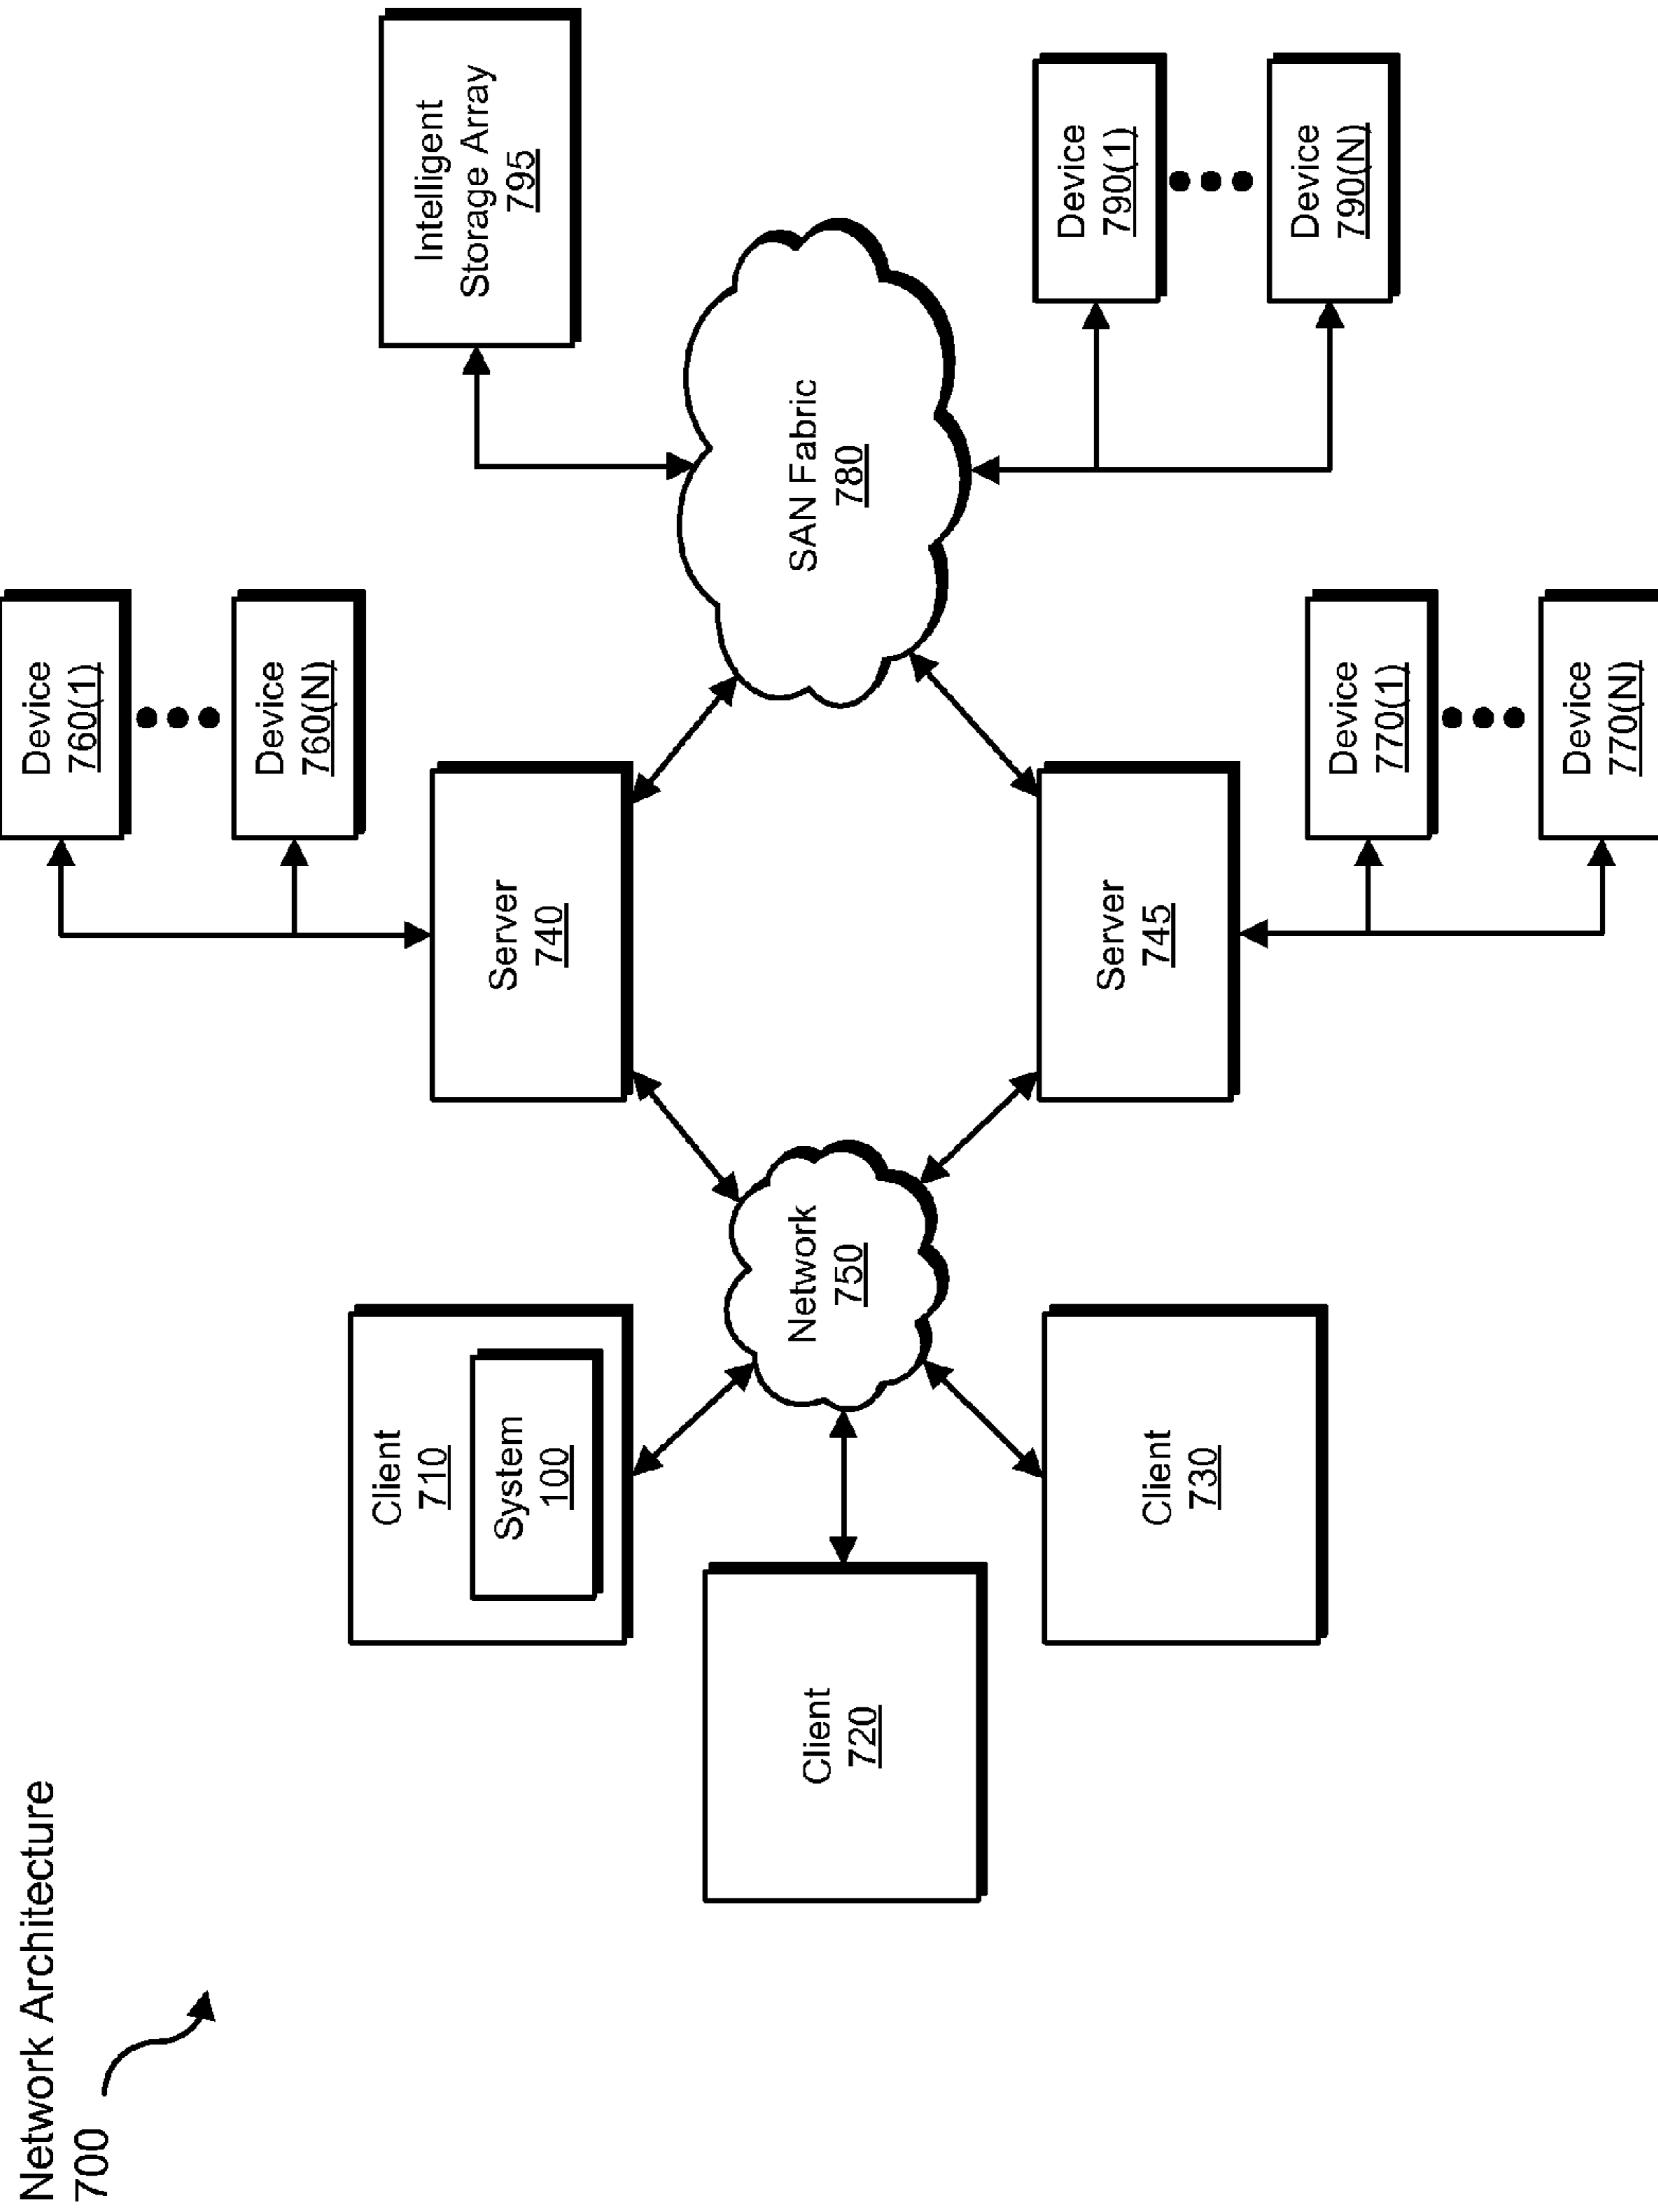 Network Architecture
700
Client
710
System
100
Client
720
Client
730
Network
750
Server
740
Server
745
Device
760(1)
Device
760(N)
Device
770(1)
Device
770(N)
SAN Fabric
780
Intelligent
Storage Array
795
Device
790(1)
Device
790(N)